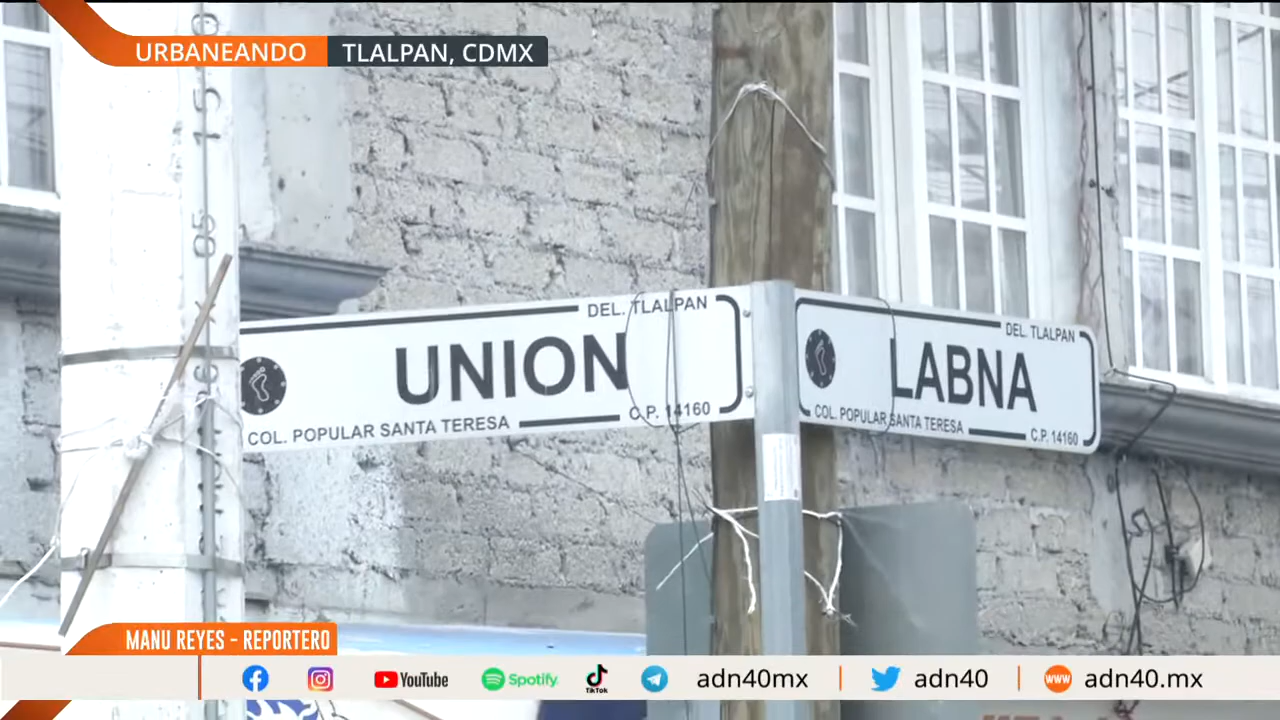 URBANEANDO
TLALPAN, CDMX
DEL. TLALPAN
UNION
COL. POPULAR SANTA TERESA
C.P. 14160
DEL. TLALPAN
LABNA
COL. POPULAR SANTA TERESA
C.P. 14160
MANU REYES - REPORTERO
YouTube
Spotify
TikTok
adn40mx
adn40
www
adn40.mx